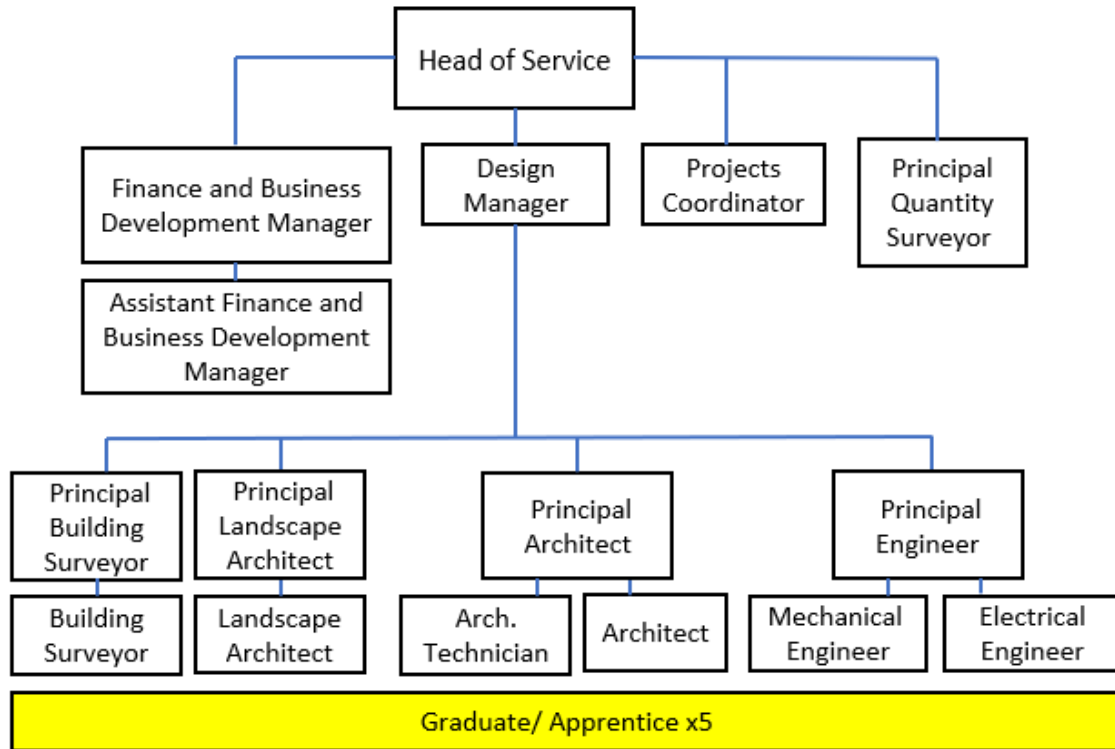 Head of Service
Finance and Business
Development Manager
Design
Manager
Projects
Coordinator
Principal
Quantity
Surveyor
Assistant Finance and
Business Development
Manager
Principal
Building
Surveyor
Principal
Landscape
Architect
Principal
Architect
Principal
Engineer
Building
Surveyor
Landscape
Architect
Arch.
Technician
Architect
Mechanical
Engineer
Electrical
Engineer
Graduate/ Apprentice x5